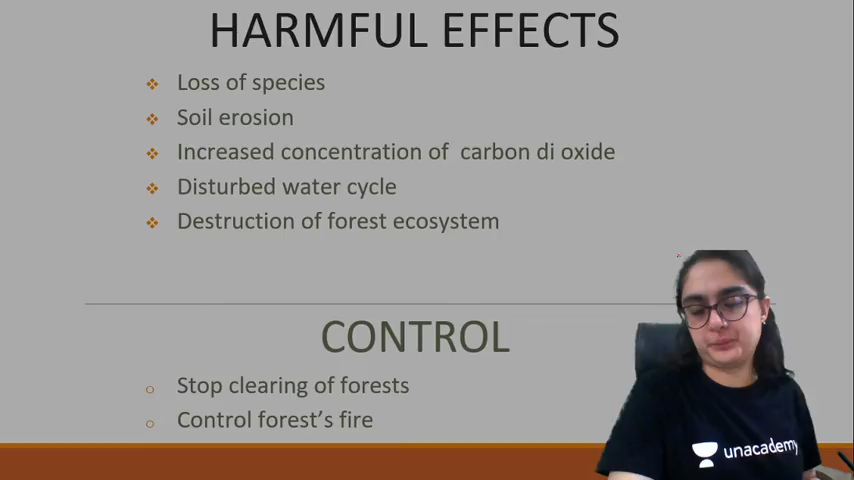 HARMFUL EFFECTS
Loss of species
Soil erosion
Increased concentration of carbon di oxide
Disturbed water cycle
Destruction of forest ecosystem
CONTROL
Stop clearing of forests
Control forest's fire
unacademy